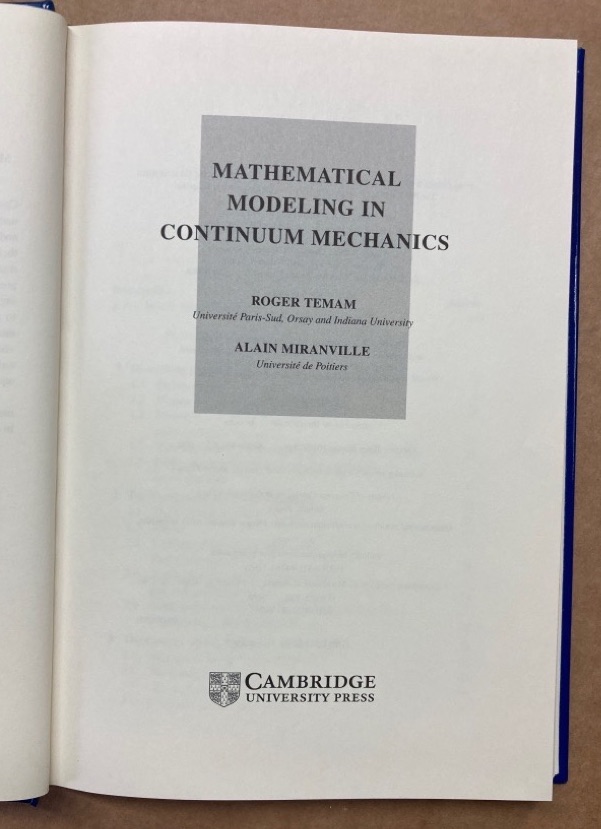 MATHEMATICAL
MODELING IN
CONTINUUM MECHANICS
ROGER TEMAM
Université Paris-Sud, Orsay and Indiana University
ALAIN MIRANVILLE
Université de Poitiers
CAMBRIDGE
UNIVERSITY PRESS